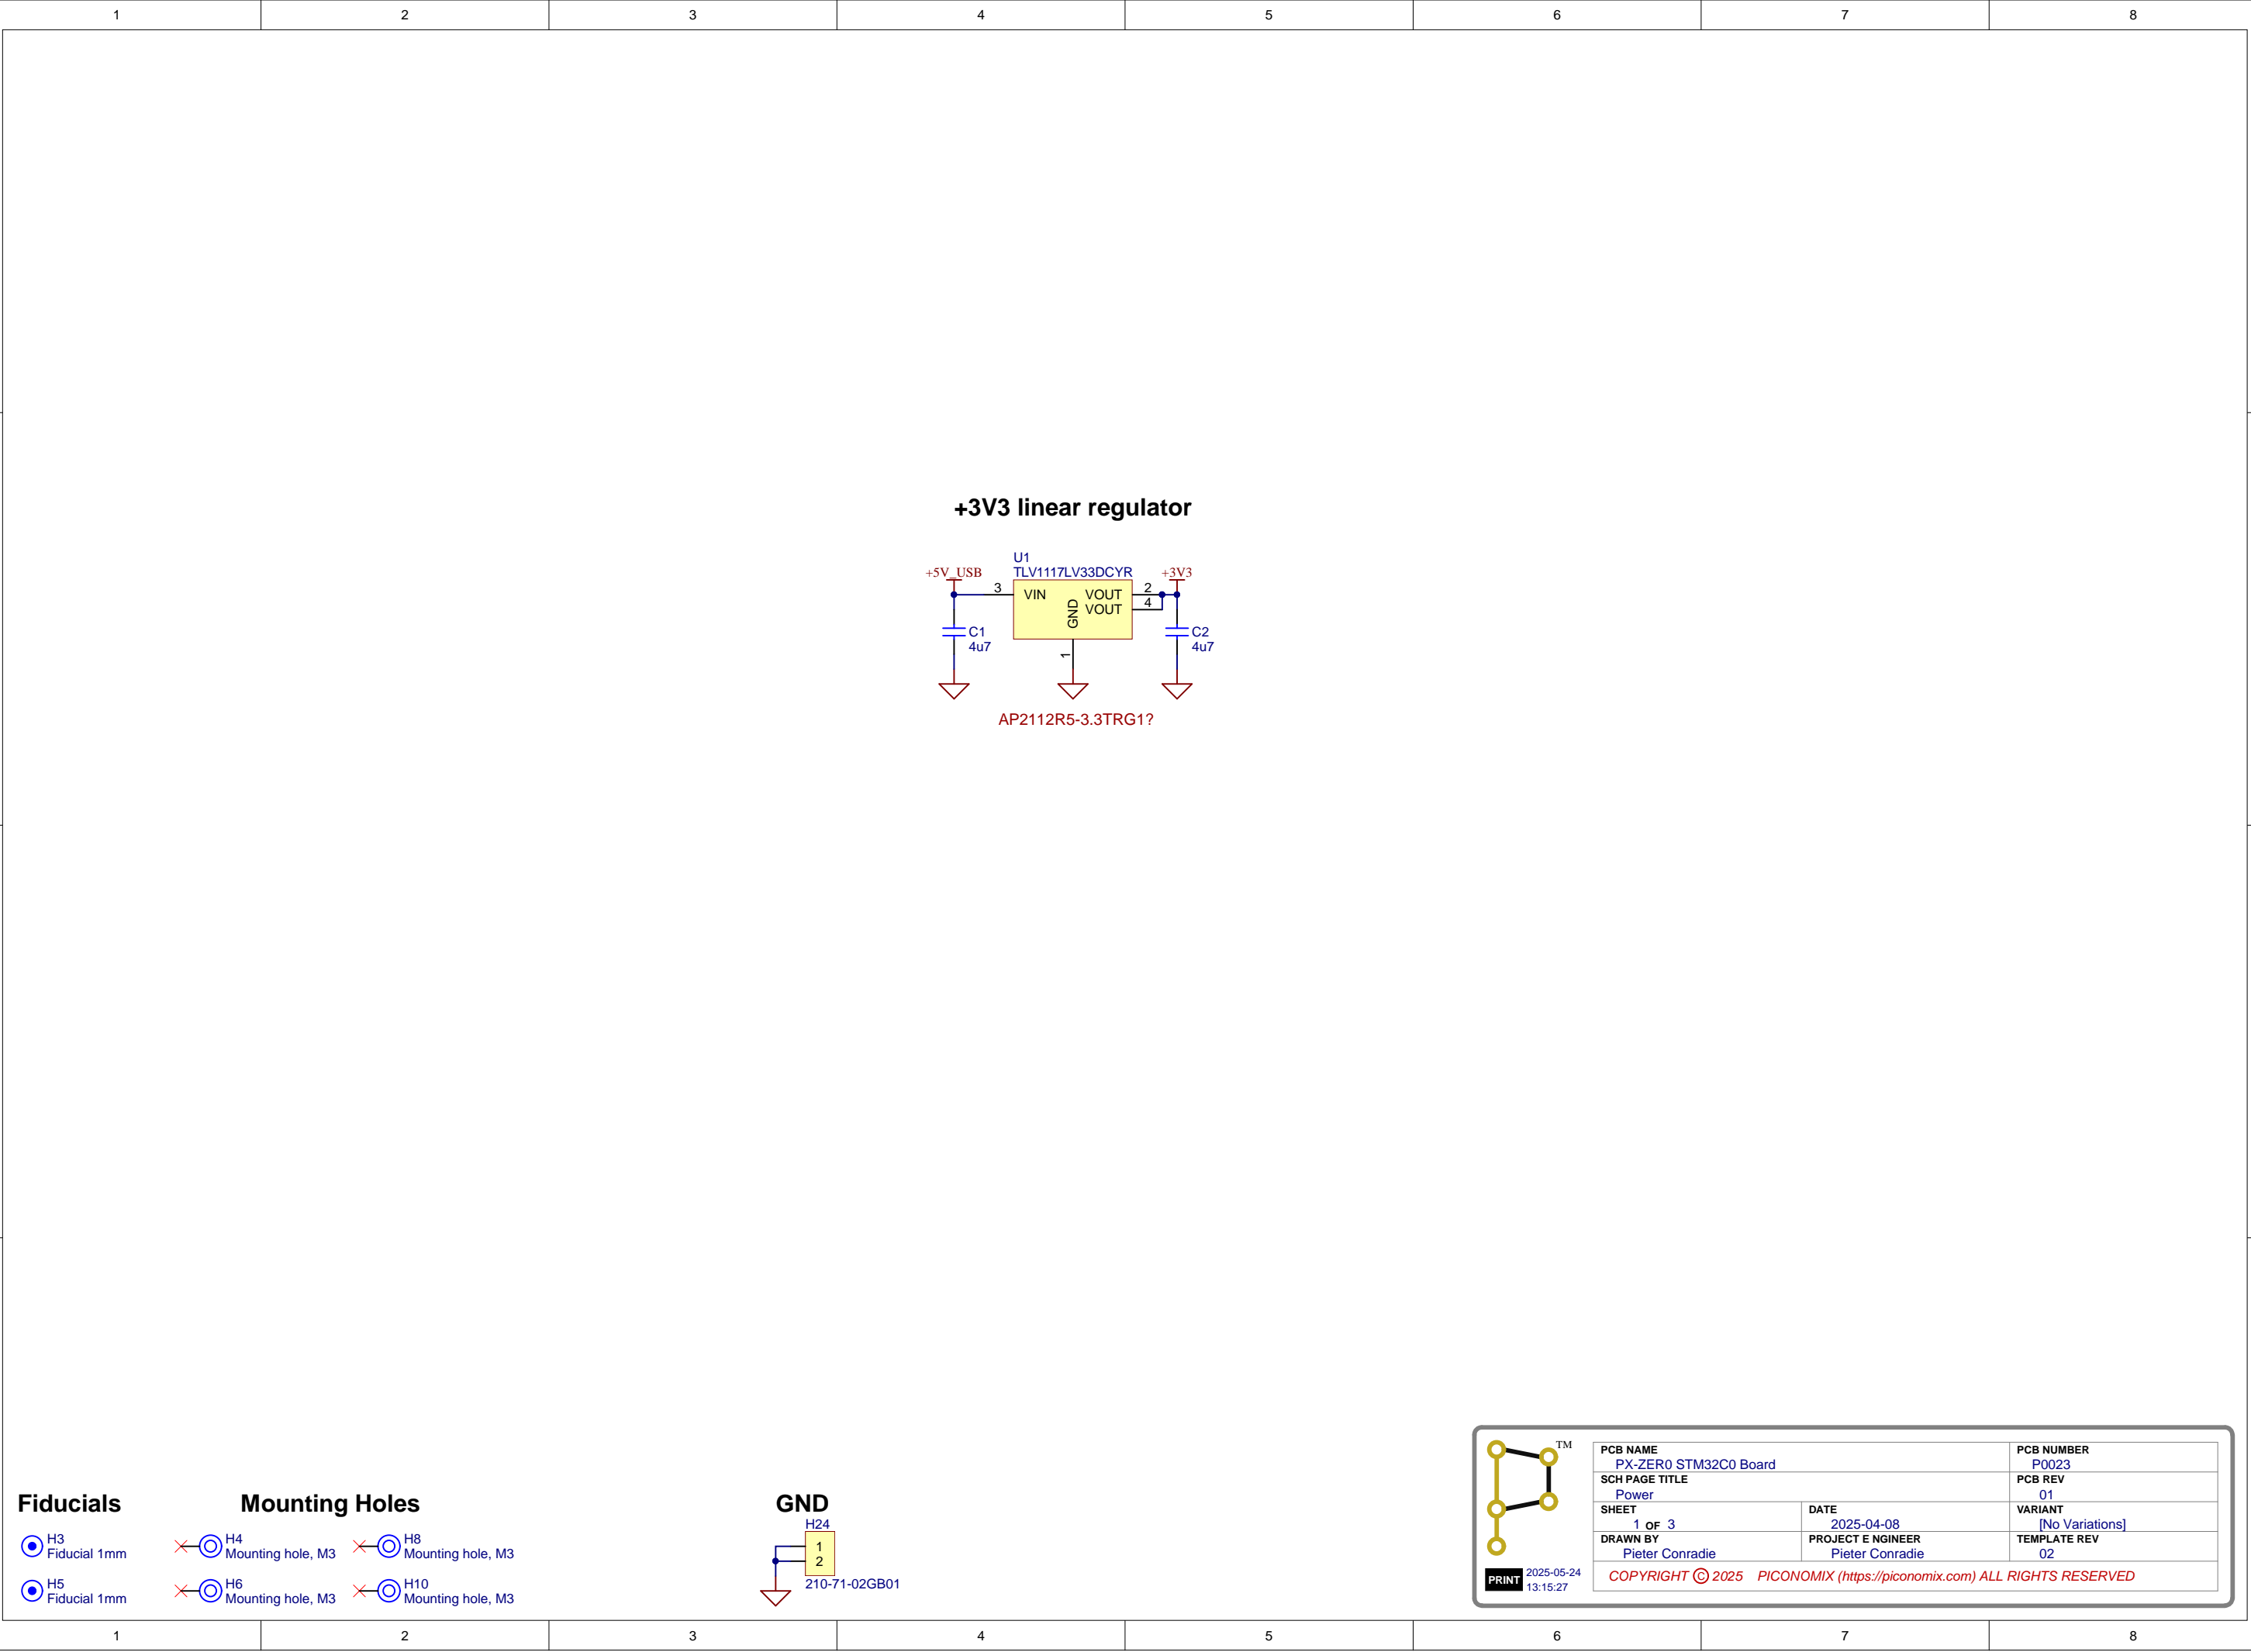 1 2 3 4 5 6 7 8
+3V3 linear regulator
U1
TLV1117LV33DCYR
+5V_USB
+3V3
3
VIN
VOUT
2
VOUT
4
GND
1
C1
4u7
C2
4u7
AP2112R5-3.3TRG1?
Fiducials
H3
Fiducial 1mm
H5
Fiducial 1mm
Mounting Holes
H4
Mounting hole, M3
H8
Mounting hole, M3
H6
Mounting hole, M3
H10
Mounting hole, M3
GND
H24
1
2
210-71-02GB01
TM
PRINT
2025-05-24
13:15:27
PCB NAME
PX-ZER0 STM32C0 Board
PCB NUMBER
P0023
SCH PAGE TITLE
Power
PCB REV
01
SHEET
1 OF 3
DATE
2025-04-08
VARIANT
[No Variations]
DRAWN BY
Pieter Conradie
PROJECT E NGINEER
Pieter Conradie
TEMPLATE REV
02
COPYRIGHT © 2025 PICONOMIX (https://piconomix.com) ALL RIGHTS RESERVED
1 2 3 4 5 6 7 8